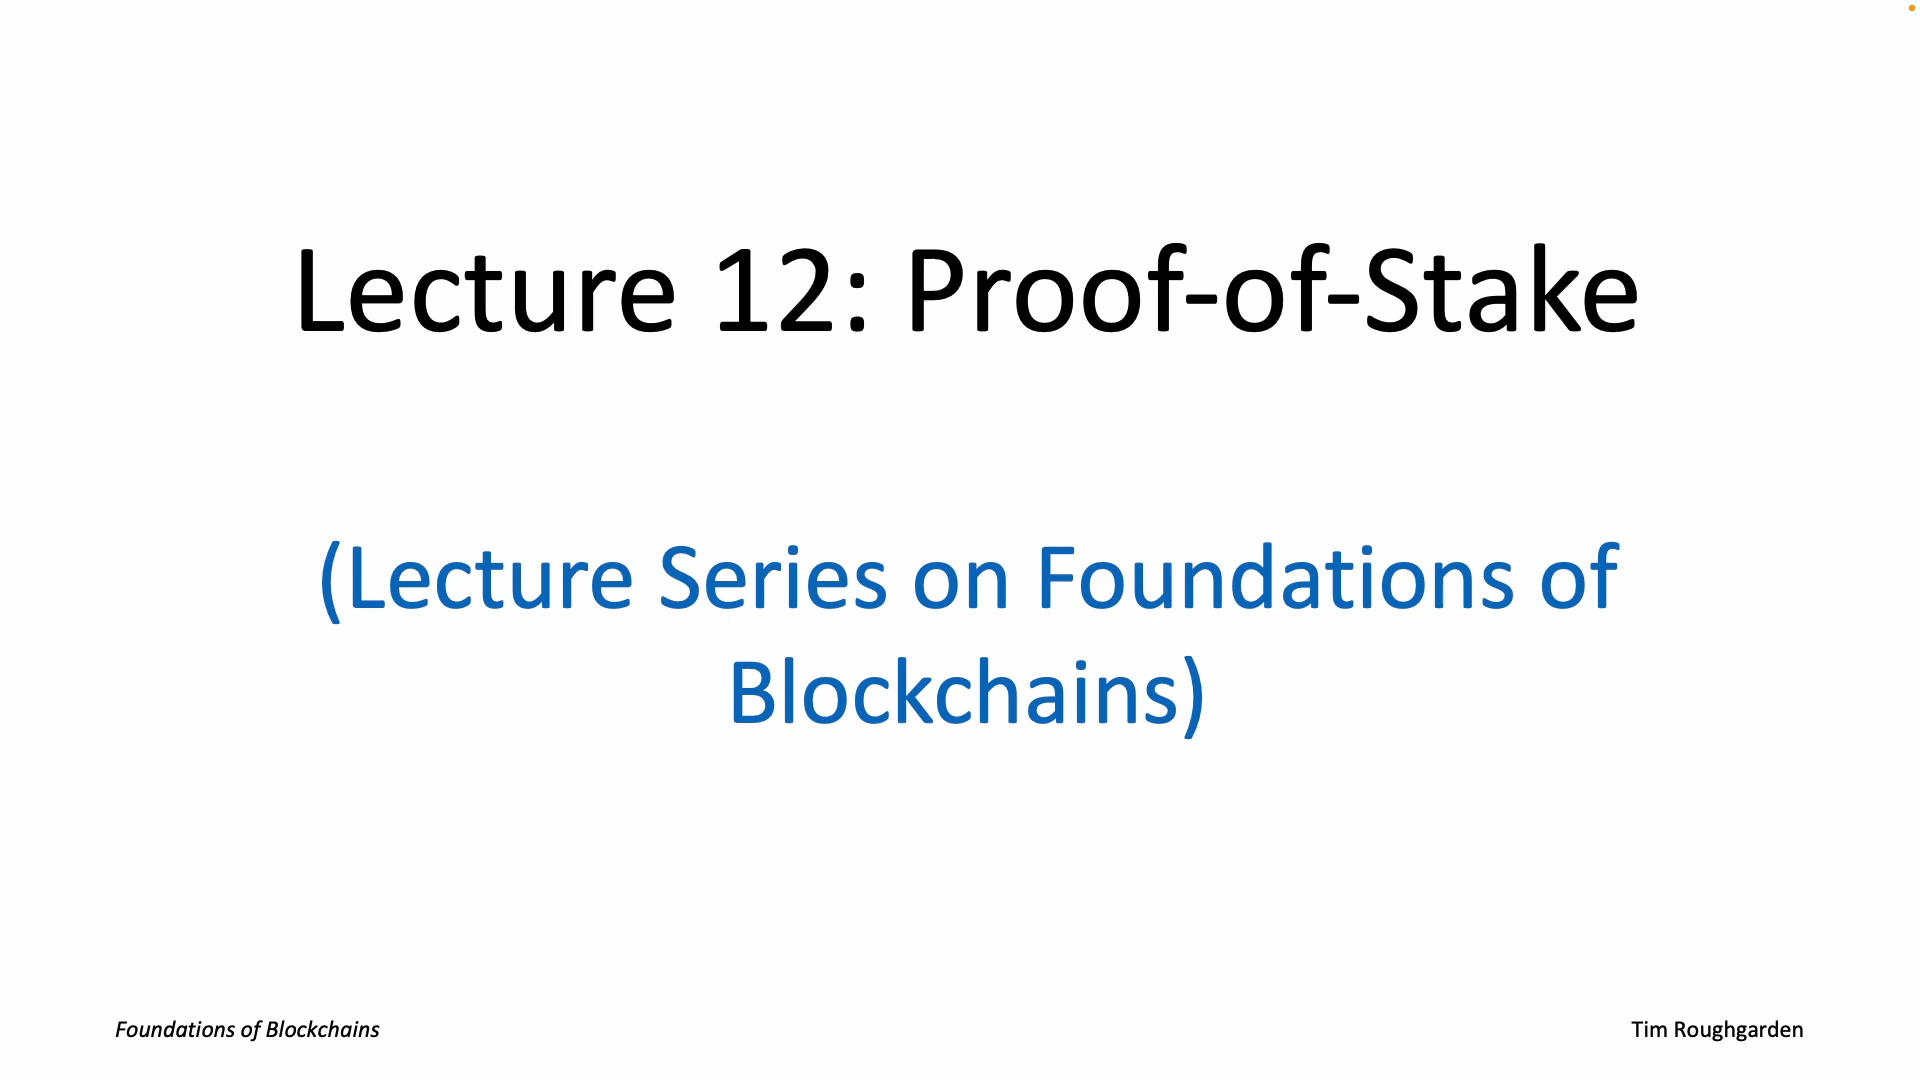 Lecture 12: Proof-of-Stake
(Lecture Series on Foundations of
Blockchains)
Foundations of Blockchains
Tim Roughgarden